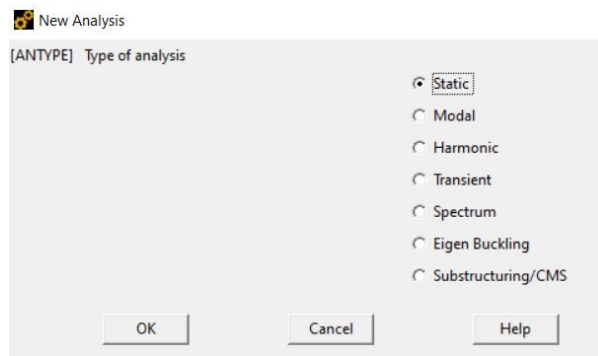 New Analysis
[ANTYPE] Type of analysis
Static
Modal
Harmonic
Transient
Spectrum
Eigen Buckling
Substructuring/CMS
OK Cancel Help